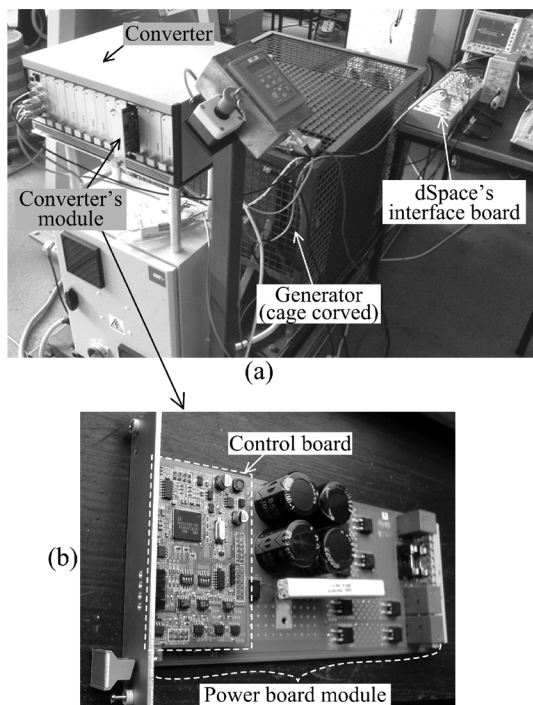 Converter
Converter's
module
dSpace's
interface board
Generator
(cage corved)
(a)
Control board
(b)
Power board module